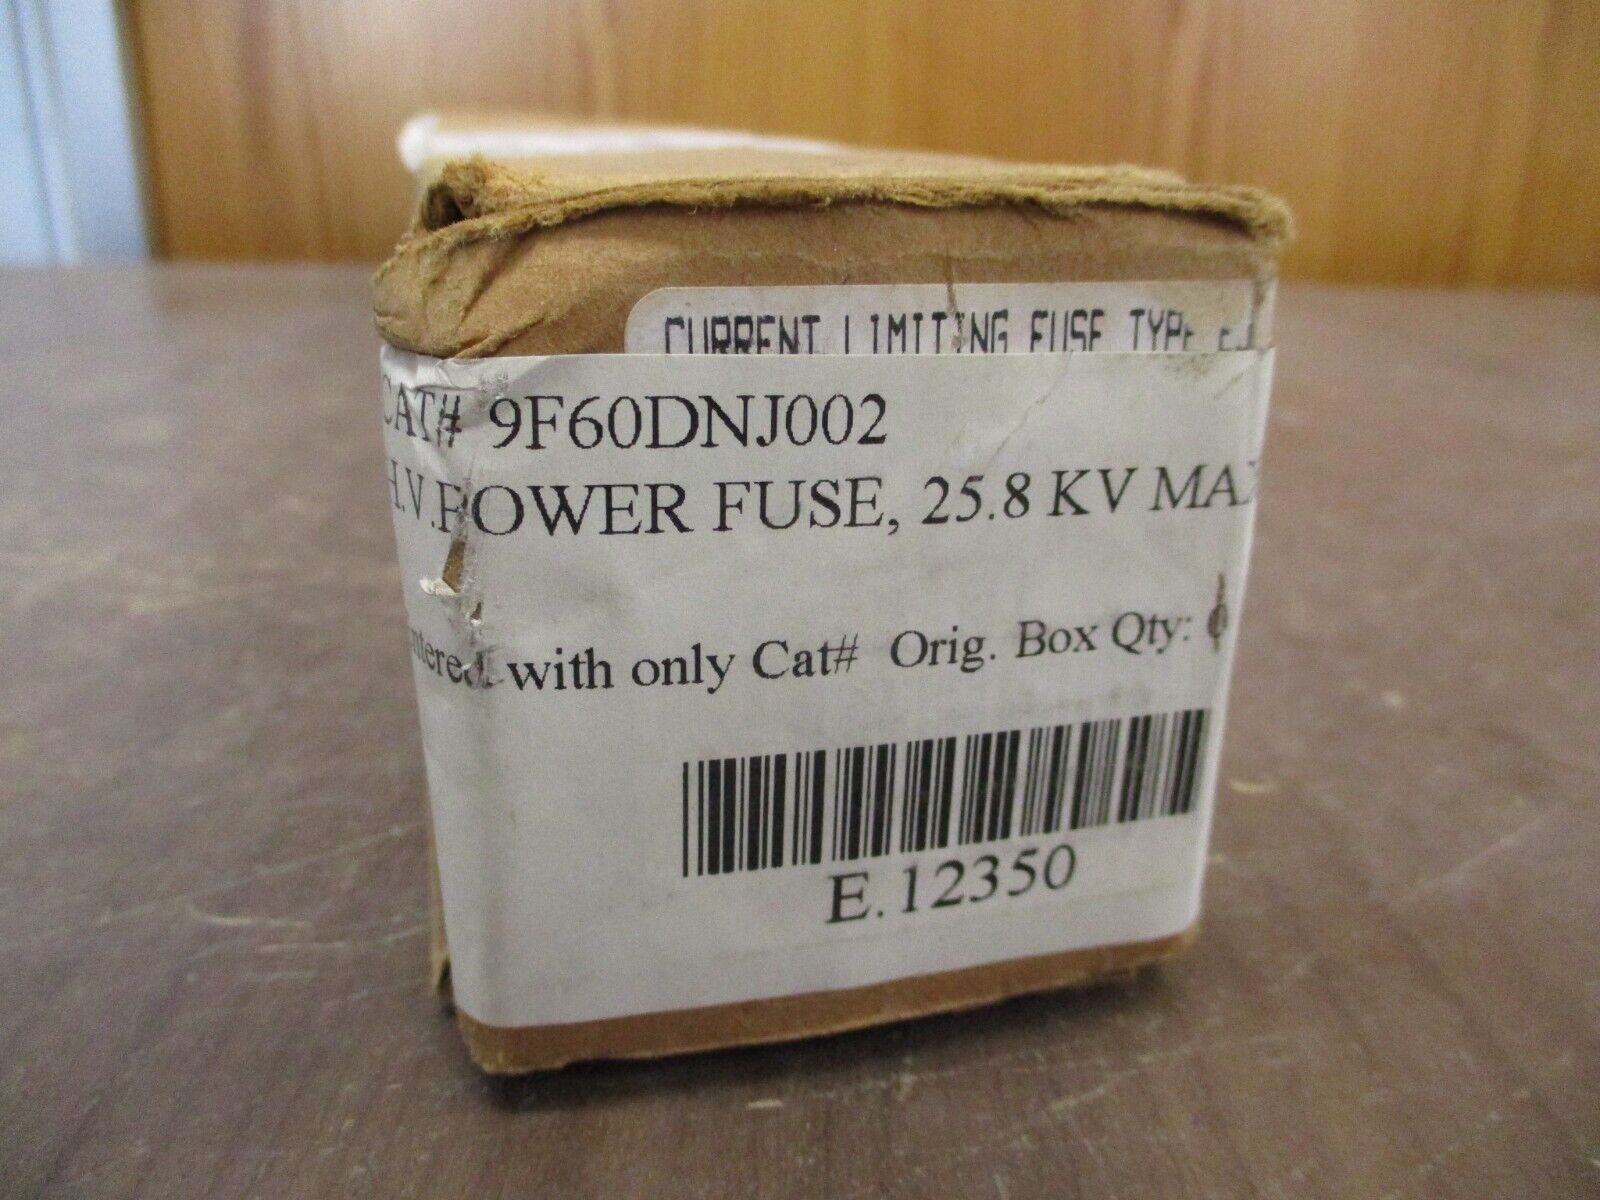 CURRENT LIMITING FUSE TYPE EJ
CAT# 9F60DNJ002
H.V.POWER FUSE, 25.8 KV MAX
with only Cat# Orig. Box Qty:
E.12350